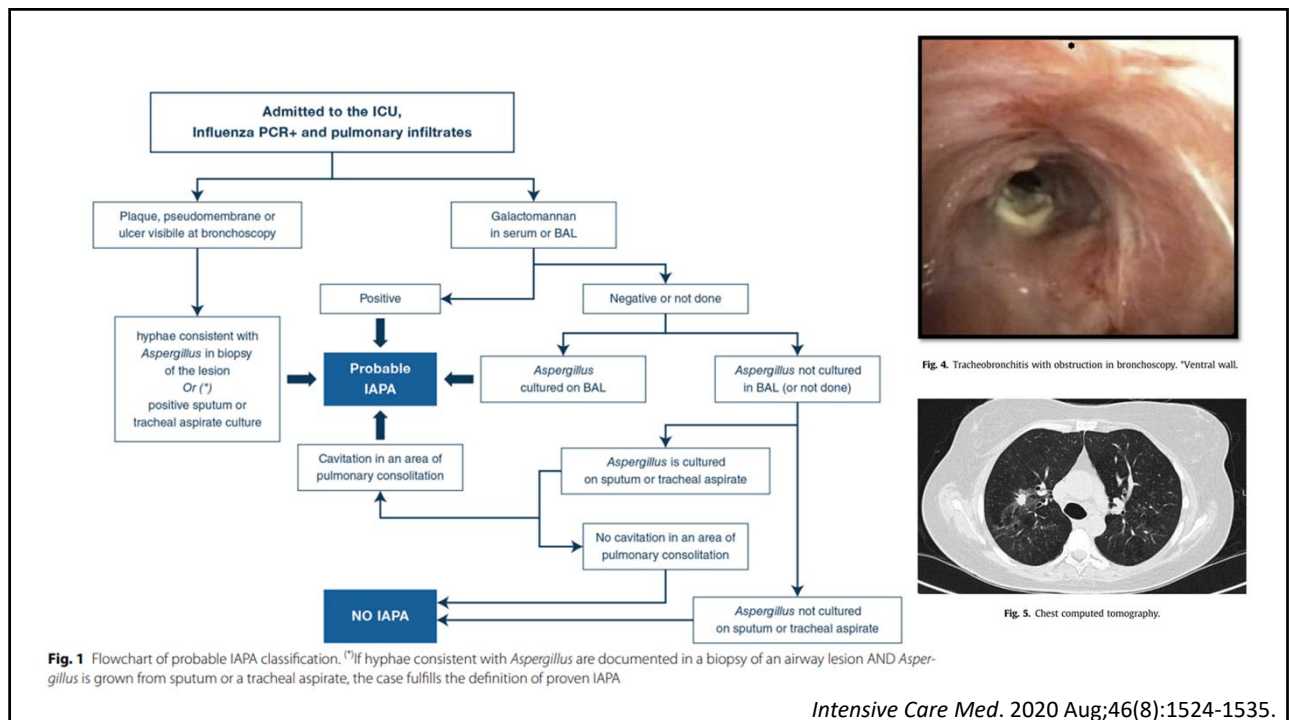 Admitted to the ICU,
Influenza PCR+ and pulmonary infiltrates
Plaque, pseudomembrane or
ulcer visibile at bronchoscopy
Galactomannan
in serum or BAL
Positive
Negative or not done
hyphae consistent with
Aspergillus in biopsy
of the lesion
Or (*)
positive sputum or
tracheal aspirate culture
Probable
IAPA
Aspergillus
cultured on BAL
Aspergillus not cultured
in BAL (or not done)
Cavitation in an area of
pulmonary consolitation
Aspergillus is cultured
on sputum or tracheal aspirate
No cavitation in an area of
pulmonary consolitation
NO IAPA
Aspergillus not cultured
on sputum or tracheal aspirate
Fig. 1 Flowchart of probable IAPA classification. (*)If hyphae consistent with Aspergillus are documented in a biopsy of an airway lesion AND Asper-
gillus is grown from sputum or a tracheal aspirate, the case fulfills the definition of proven IAPA
*
Fig. 4. Tracheobronchitis with obstruction in bronchoscopy. *Ventral wall.
Fig. 5. Chest computed tomography.
Intensive Care Med. 2020 Aug;46(8):1524-1535.